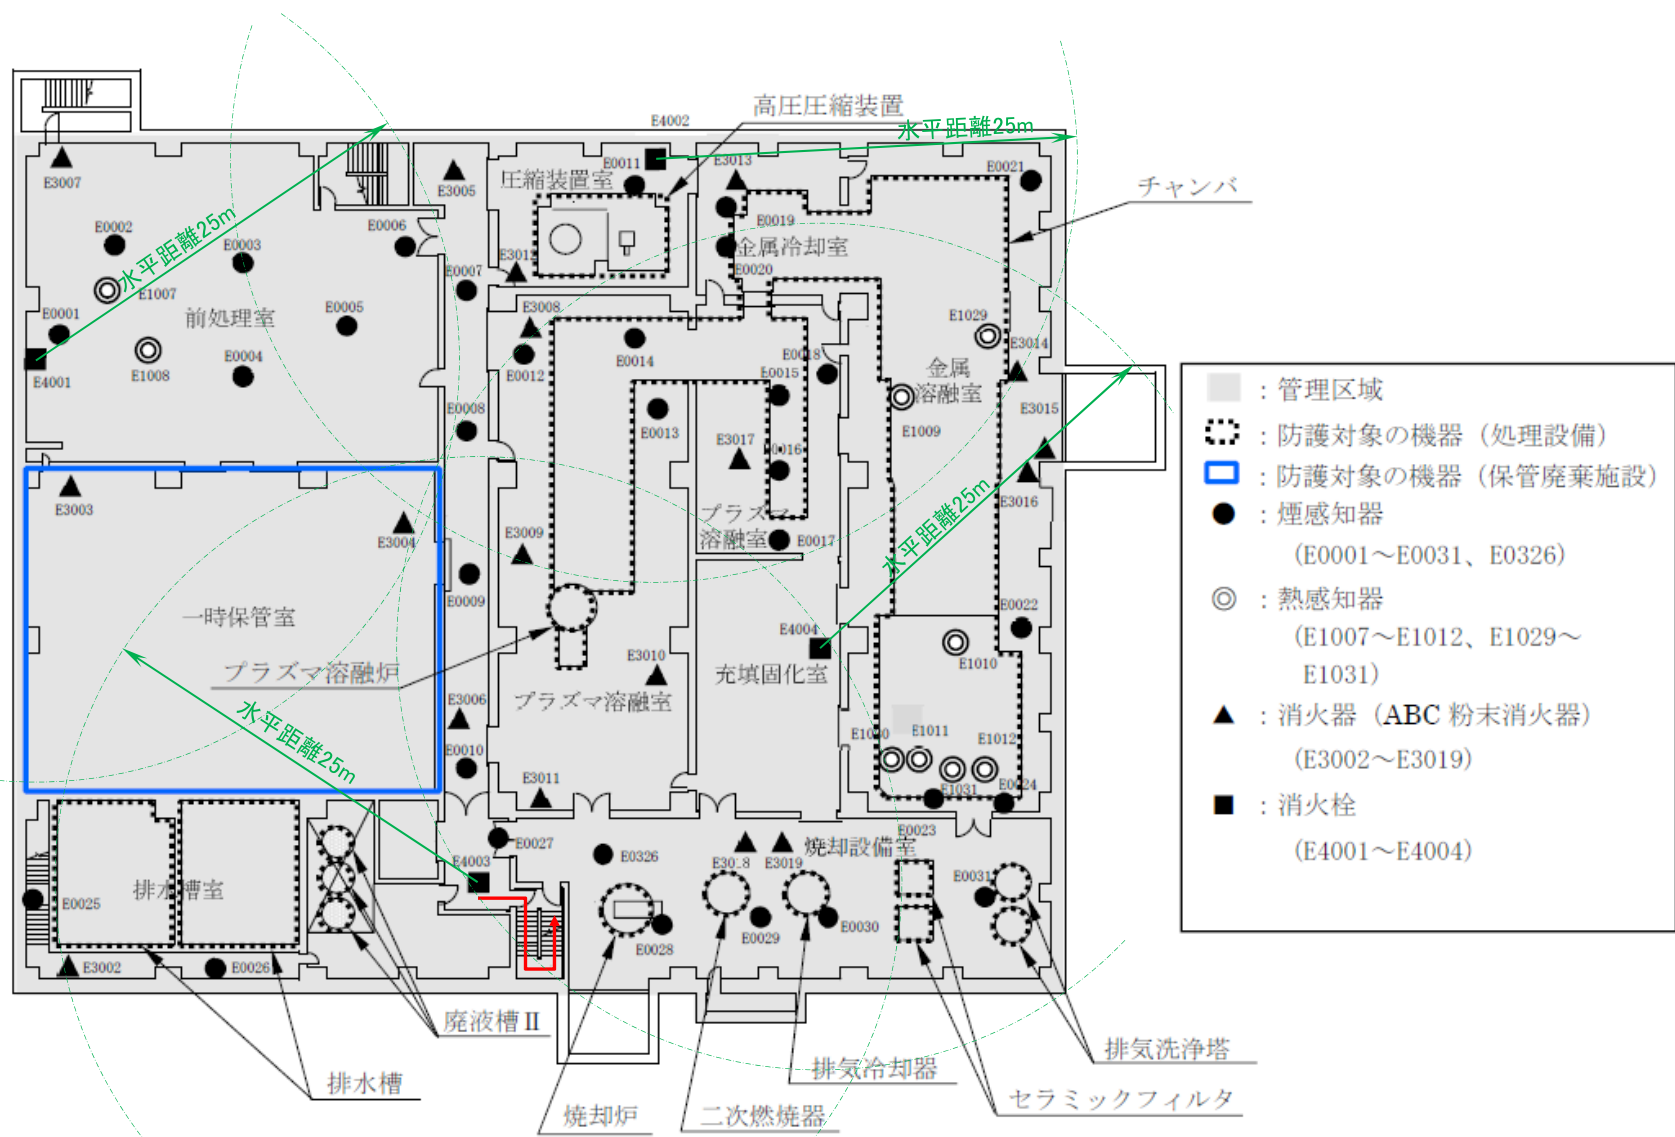 高圧圧縮装置
E4002
水平距離25m
E0011
E3013
E0021
E3007
E3005
圧縮装置室
チャンバ
E0002
E0003
E0006
水平距離25m
E0019
金属冷却室
E3012
E0020
E0007
E1007
E0001
E0005
前処理室
E3008
E1029
E0014
E0018
E3014
E4001
E1008
E0004
E0012
E0015
金属
溶融室
E0008
E0013
E3017
E1009
E3015
0016
E3016
E3003
E3004
E3009
プラズマ
溶融室
E0017
水平距離25m
E0009
一時保管室
E0022
E4004
E3010
E1010
プラズマ溶融炉
プラズマ溶融室
充填固化室
水平距離25m
E3006
E0010
E1011
E1012
E3011
E1031
E0024
E0027
E0023
E4003
E0326
E3019
焼却設備室
E0031
排水槽室
E0025
E0028
E0029
E0030
E3002
E0026
廃液槽Ⅱ
排水槽
焼却炉
二次燃焼器
排気冷却器
セラミックフィルタ
排気洗浄塔
：管理区域
：防護対象の機器（処理設備）
：防護対象の機器（保管廃棄施設）
：煙感知器
（E0001～E0031、E0326）
：熱感知器
（E1007～E1012、E1029～
E1031）
：消火器（ABC 粉末消火器）
（E3002～E3019）
：消火栓
（E4001～E4004）